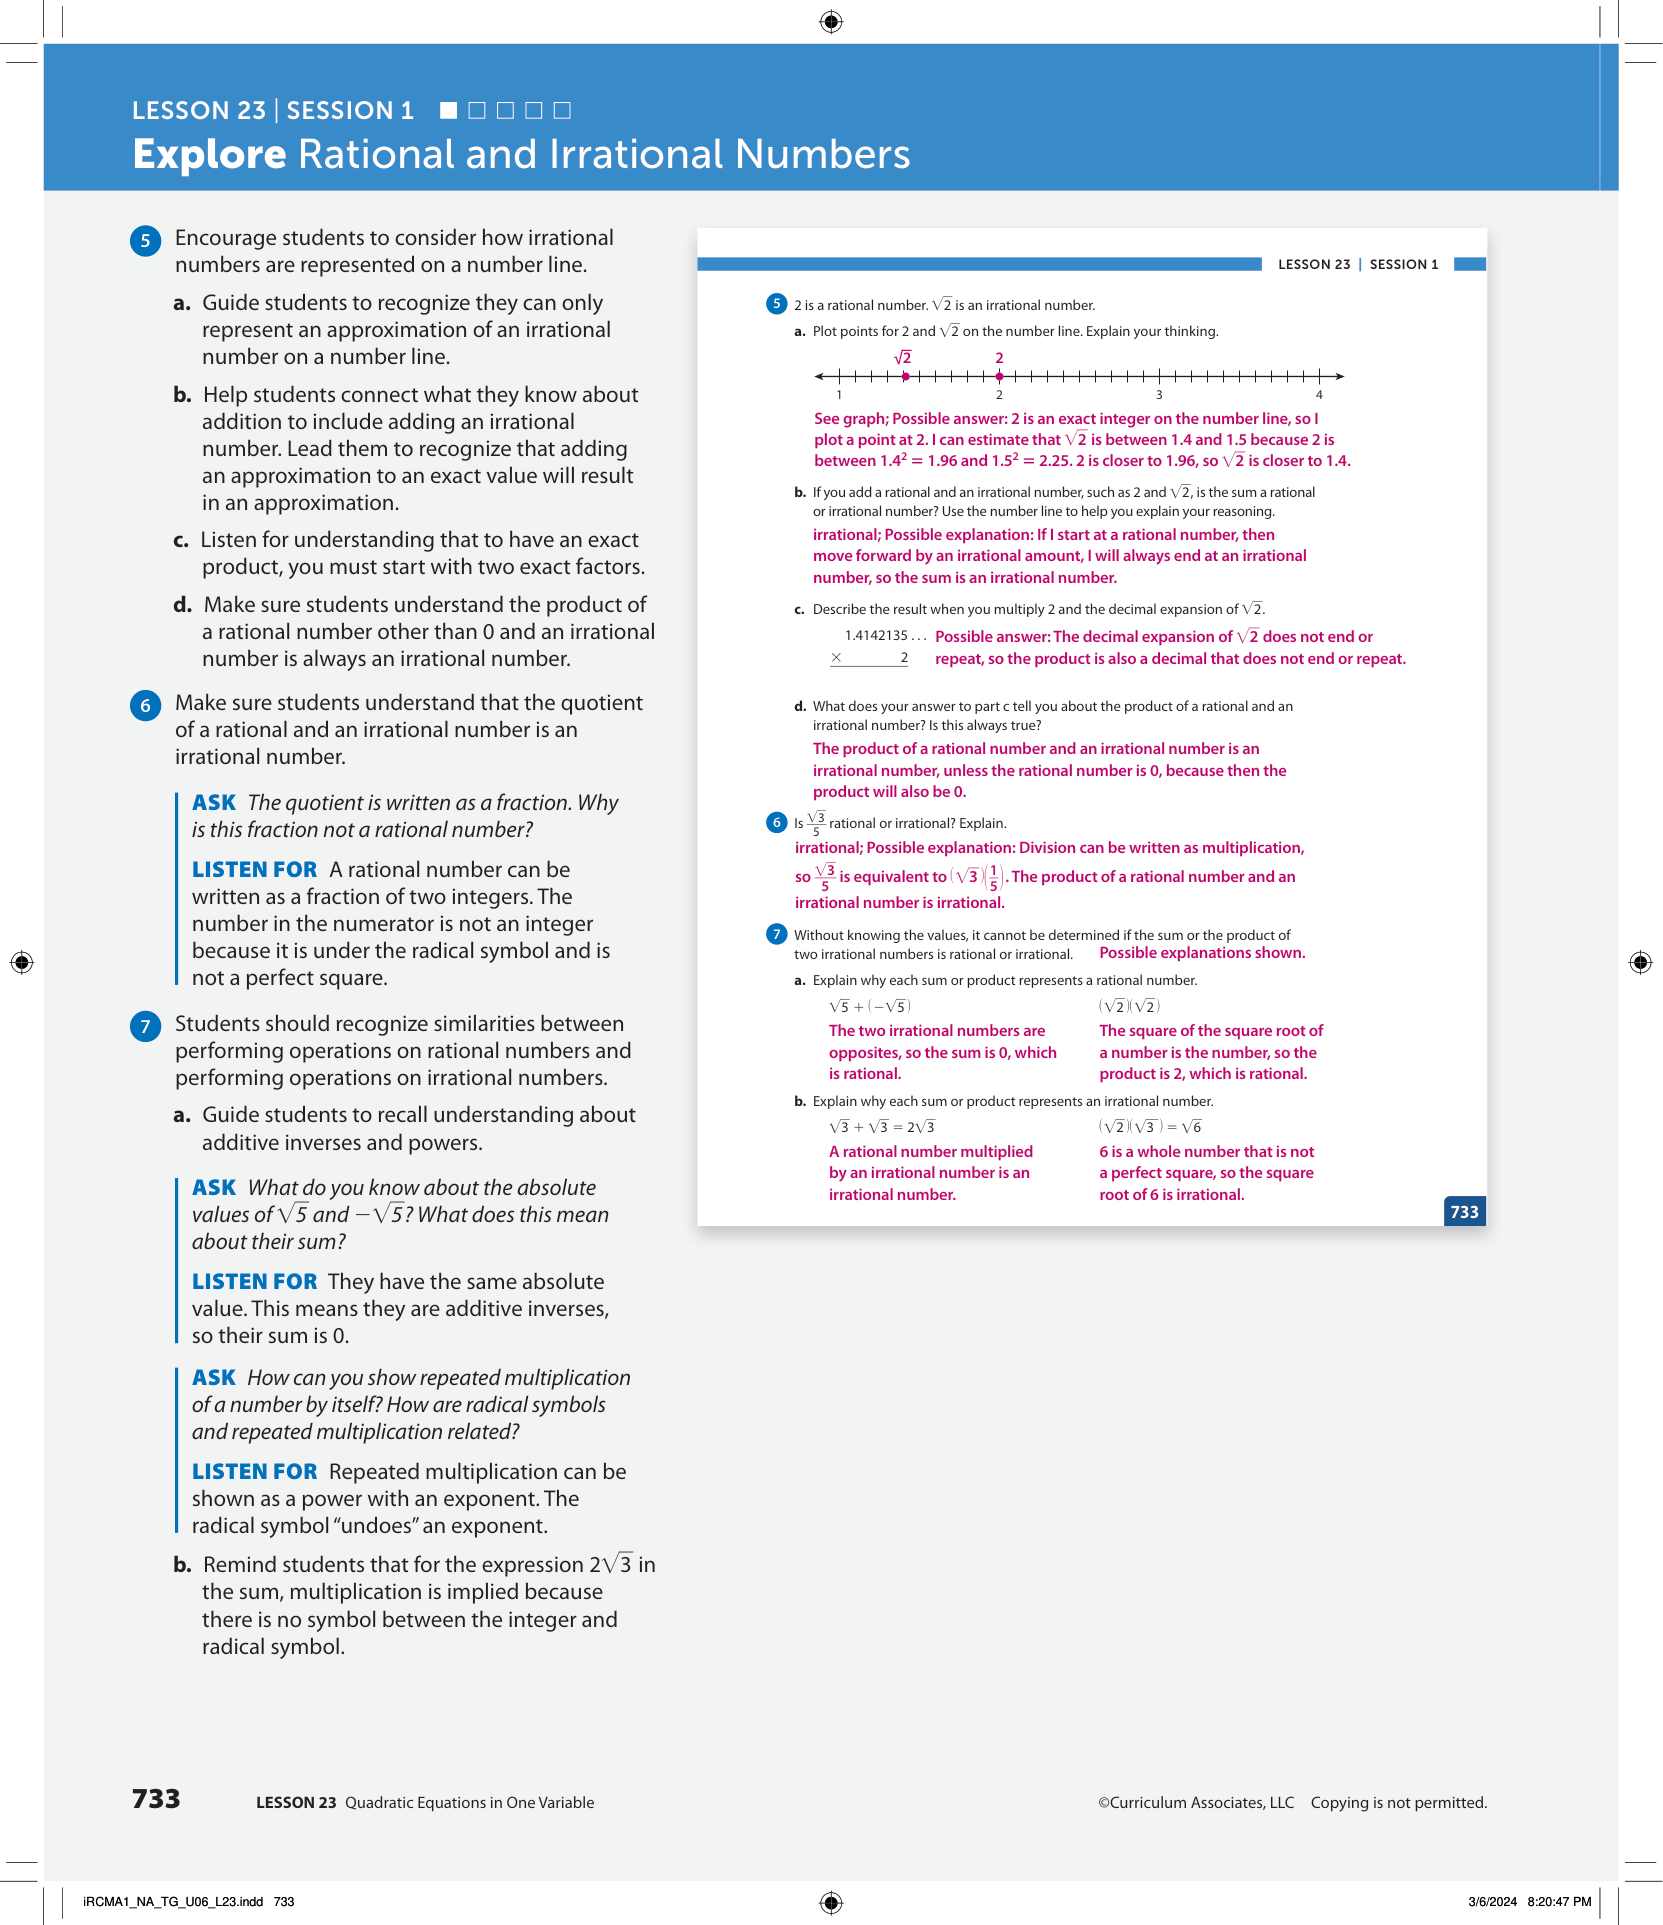 LESSON 23 | SESSION 1
Explore Rational and Irrational Numbers
5 Encourage students to consider how irrational
numbers are represented on a number line.
a. Guide students to recognize they can only
represent an approximation of an irrational
number on a number line.
b. Help students connect what they know about
addition to include adding an irrational
number. Lead them to recognize that adding
an approximation to an exact value will result
in an approximation.
c. Listen for understanding that to have an exact
product, you must start with two exact factors.
d. Make sure students understand the product of
a rational number other than 0 and an irrational
number is always an irrational number.
6 Make sure students understand that the quotient
of a rational and an irrational number is an
irrational number.
ASK The quotient is written as a fraction. Why
is this fraction not a rational number?
LISTEN FOR A rational number can be
written as a fraction of two integers. The
number in the numerator is not an integer
because it is under the radical symbol and is
not a perfect square.
7 Students should recognize similarities between
performing operations on rational numbers and
performing operations on irrational numbers.
a. Guide students to recall understanding about
additive inverses and powers.
ASK What do you know about the absolute
values of √5 and −√5? What does this mean
about their sum?
LISTEN FOR They have the same absolute
value. This means they are additive inverses,
so their sum is 0.
ASK How can you show repeated multiplication
of a number by itself? How are radical symbols
and repeated multiplication related?
LISTEN FOR Repeated multiplication can be
shown as a power with an exponent. The
radical symbol “undoes” an exponent.
b. Remind students that for the expression 2√3 in
the sum, multiplication is implied because
there is no symbol between the integer and
radical symbol.
LESSON 23 | SESSION 1
5 2 is a rational number. √2 is an irrational number.
a. Plot points for 2 and √2 on the number line. Explain your thinking.
√2 2
1 2 3 4
See graph; Possible answer: 2 is an exact integer on the number line, so I
plot a point at 2. I can estimate that √2 is between 1.4 and 1.5 because 2 is
between 1.4² = 1.96 and 1.5² = 2.25. 2 is closer to 1.96, so √2 is closer to 1.4.
b. If you add a rational and an irrational number, such as 2 and √2, is the sum a rational
or irrational number? Use the number line to help you explain your reasoning.
irrational; Possible explanation: If I start at a rational number, then
move forward by an irrational amount, I will always end at an irrational
number, so the sum is an irrational number.
c. Describe the result when you multiply 2 and the decimal expansion of √2.
1.4142135 . . . Possible answer: The decimal expansion of √2 does not end or
× 2 repeat, so the product is also a decimal that does not end or repeat.
d. What does your answer to part c tell you about the product of a rational and an
irrational number? Is this always true?
The product of a rational number and an irrational number is an
irrational number, unless the rational number is 0, because then the
product will also be 0.
6 Is √3/5 rational or irrational? Explain.
irrational; Possible explanation: Division can be written as multiplication,
so √3/5 is equivalent to (√3)(1/5). The product of a rational number and an
irrational number is irrational.
7 Without knowing the values, it cannot be determined if the sum or the product of
two irrational numbers is rational or irrational. Possible explanations shown.
a. Explain why each sum or product represents a rational number.
√5 + (−√5) (√2)(√2)
The two irrational numbers are The square of the square root of
opposites, so the sum is 0, which a number is the number, so the
is rational. product is 2, which is rational.
b. Explain why each sum or product represents an irrational number.
√3 + √3 = 2√3 (√2)(√3) = √6
A rational number multiplied 6 is a whole number that is not
by an irrational number is an a perfect square, so the square
irrational number. root of 6 is irrational.
733
733 LESSON 23 Quadratic Equations in One Variable ©Curriculum Associates, LLC Copying is not permitted.
iRCMA1_NA_TG_U06_L23.indd 733 3/6/2024 8:20:47 PM